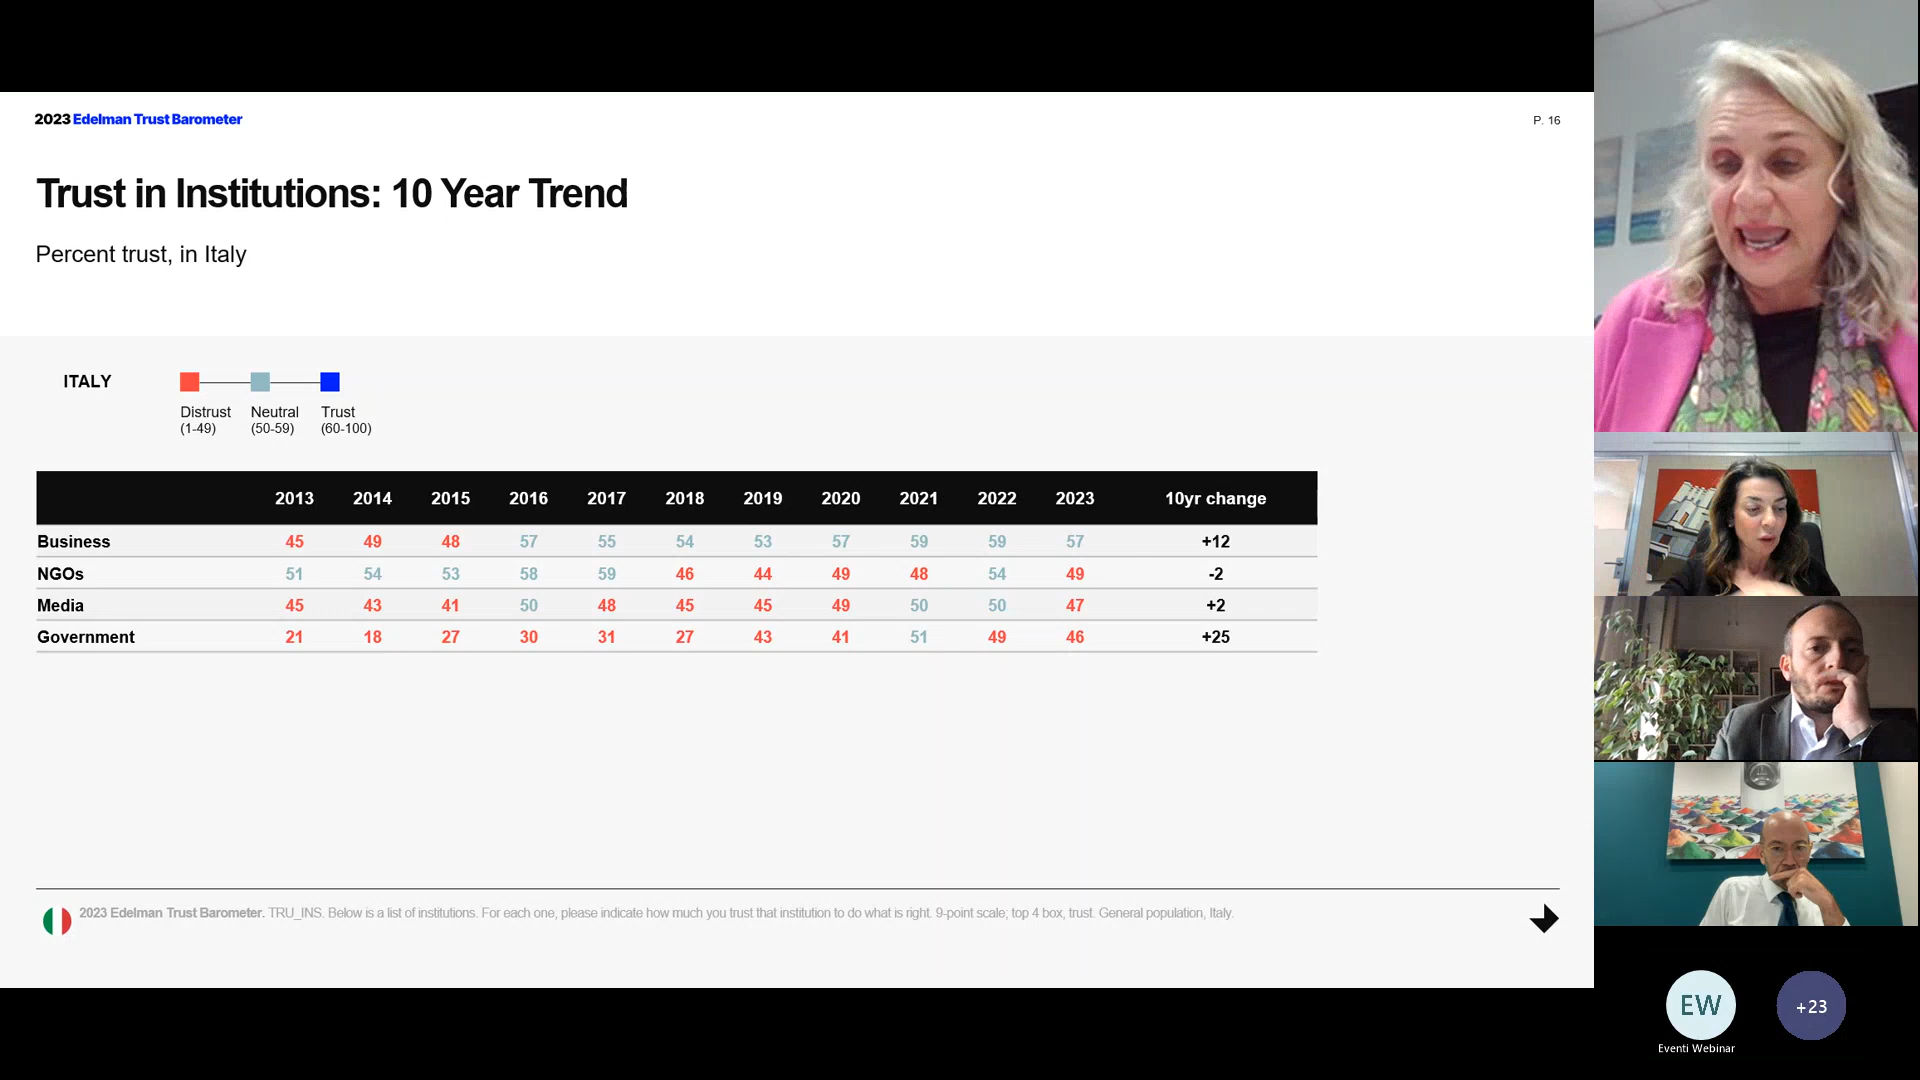 2023 Edelman Trust Barometer
P. 16
Trust in Institutions: 10 Year Trend
Percent trust, in Italy
ITALY
Distrust Neutral Trust
(1-49) (50-59) (60-100)
2013 2014 2015 2016 2017 2018 2019 2020 2021 2022 2023 10yr change
Business 45 49 48 57 55 54 53 57 59 59 57 +12
NGOs 51 54 53 58 59 46 44 49 48 54 49 -2
Media 45 43 41 50 48 45 45 49 50 50 47 +2
Government 21 18 27 30 31 27 43 41 51 49 46 +25
2023 Edelman Trust Barometer. TRU_INS. Below is a list of institutions. For each one, please indicate how much you trust that institution to do what is right. 9-point scale; top 4 box, trust. General population, Italy.
EW
+23
Eventi Webinar